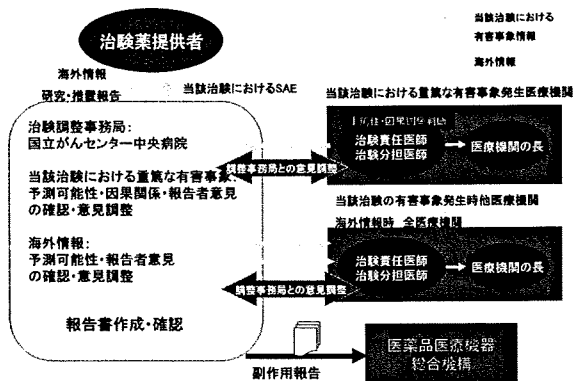 治験薬提供者
当該治験における
有害事象情報
海外情報
海外情報
研究・措置報告
当該治験におけるSAE
治験調整事務局:
国立がんセンター中央病院
当該治験における重篤な有害事象:
予測可能性・因果関係・報告者意見
の確認・意見調整
海外情報:
予測可能性・報告者意見
の確認・意見調整
報告書作成・確認
調整事務局との意見調整
調整事務局との意見調整
当該治験における重篤な有害事象発生医療機関
治験責任医師
治験分担医師
医療機関の長
当該治験の有害事象発生時他医療機関
海外情報時 全医療機関
治験責任医師
治験分担医師
医療機関の長
副作用報告
医薬品医療機器
総合機構